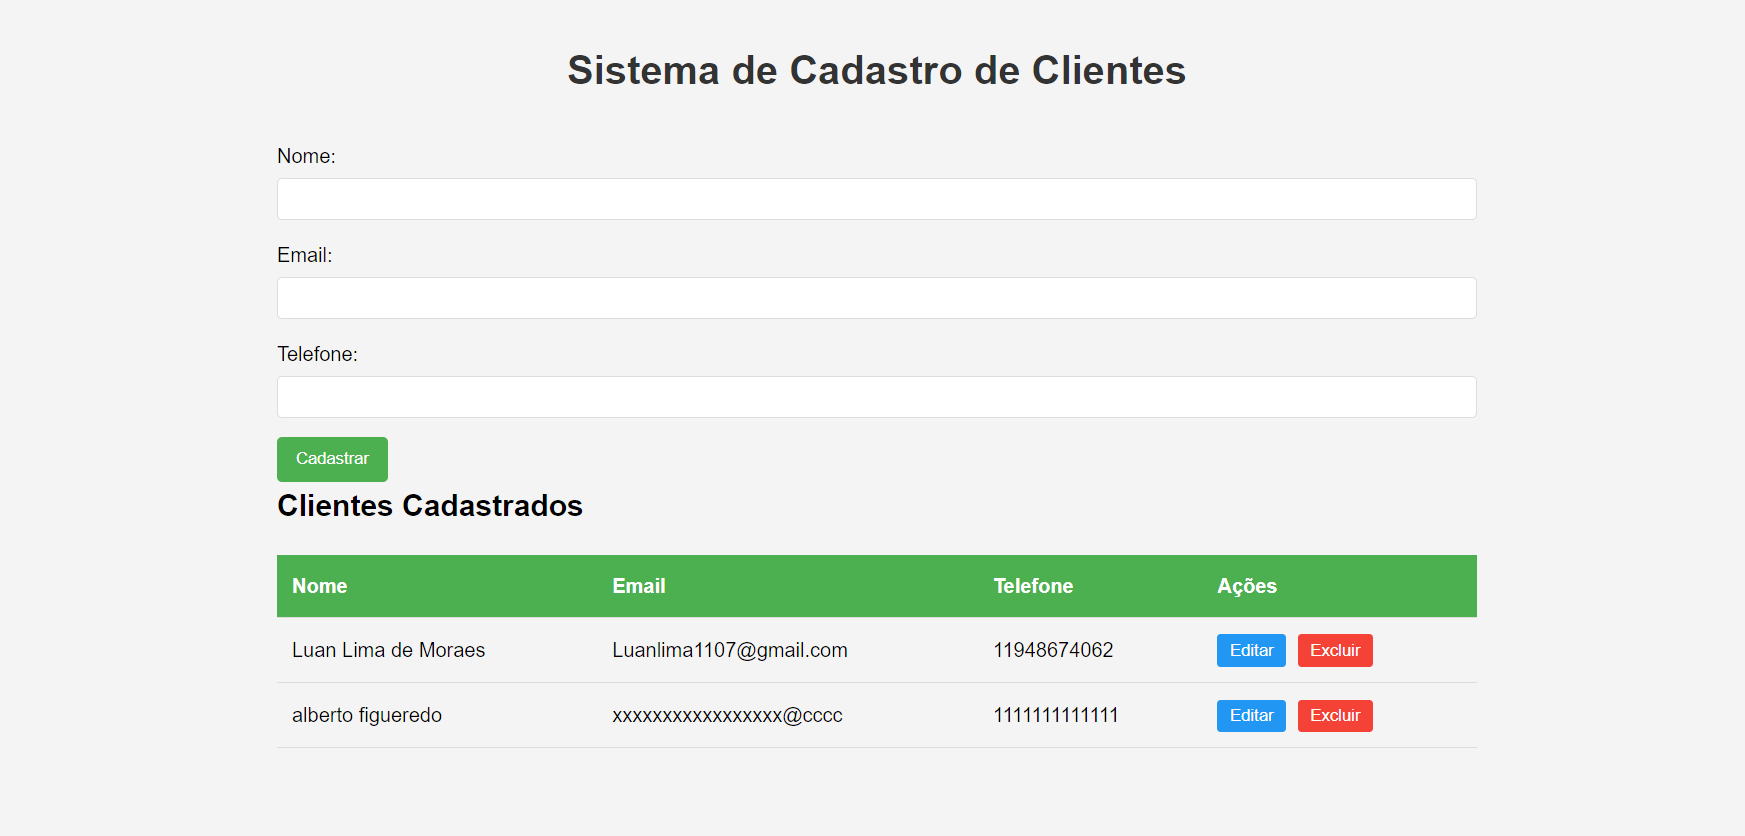 Sistema de Cadastro de Clientes
Nome:
Email:
Telefone:
Cadastrar
Clientes Cadastrados
Nome Email Telefone Ações
Luan Lima de Moraes Luanlima1107@gmail.com 11948674062 Editar Excluir
alberto figueredo xxxxxxxxxxxxxxxxx@cccc 1111111111111 Editar Excluir